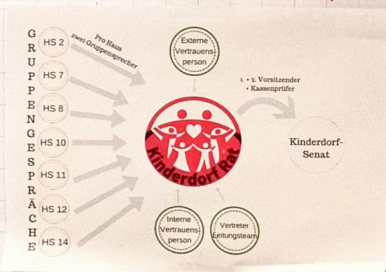 GRUPPENGESPRÄCHE
HS 2
HS 7
HS 8
HS 10
HS 11
HS 12
HS 14
Pro Haus
zwei Gruppensprecher
Externe
Vertrauens
person
Kinderdorf Rat
1. + 2. Vorsitzender
+ Kassenprüfer
Kinderdorf-
Senat
Interne
Vertrauens-
person
Vertreter
Leitungsteam